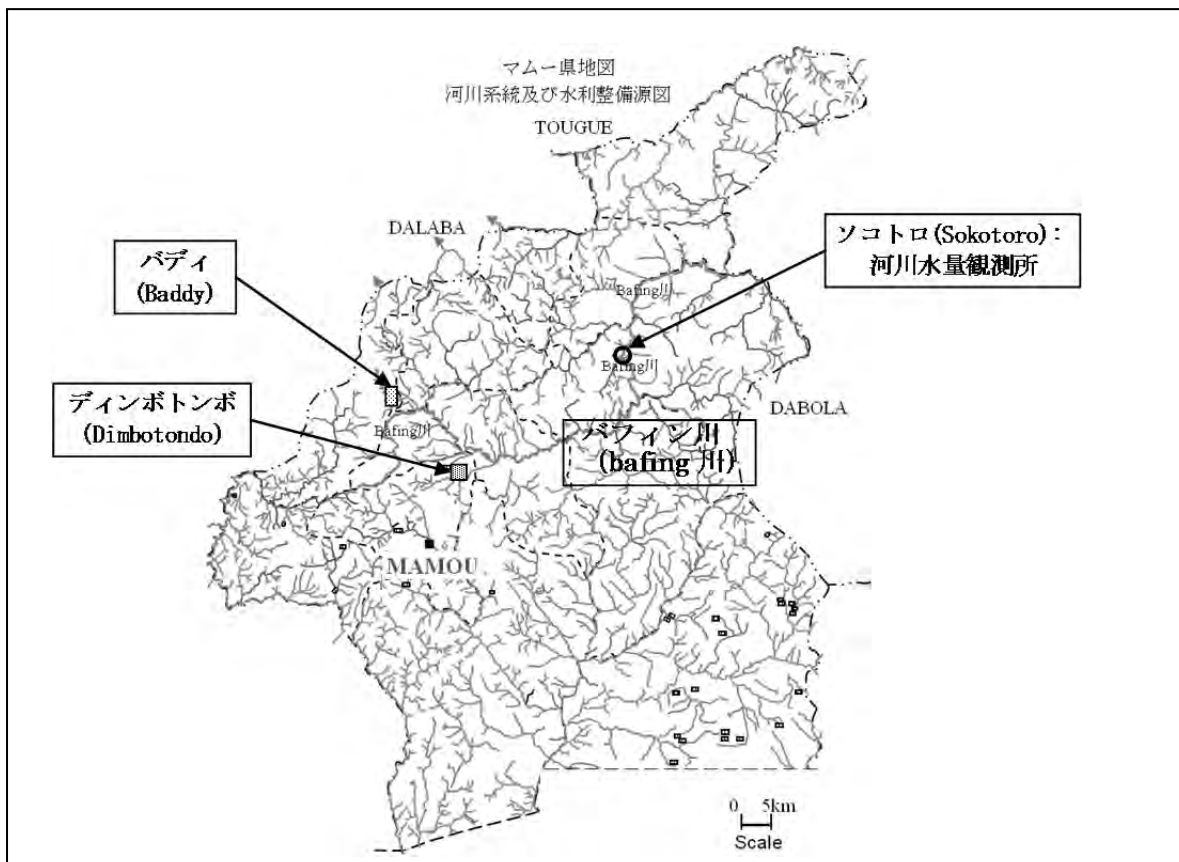 マムー県地図
河川系統及び水利整備源図
TOUGUE
DALABA
ソコトロ(Sokotoro):
河川水量観測所
バディ
(Baddy)
Bafing川
Bafing川
ディンボトンボ
(Dimbotondo)
DABOLA
Bafing川
バフィン川
(bafing 川)
MAMOU
0 5km
Scale